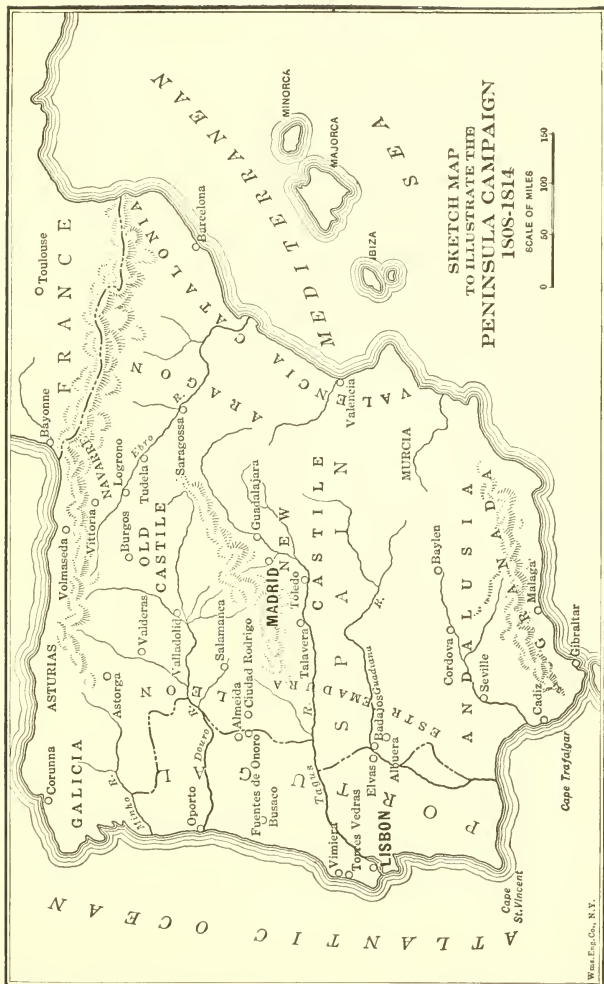 SKETCH MAP
TO ILLUSTRATE THE
PENINSULA CAMPAIGN
1808-1814
SCALE OF MILES
0 50 100 150
ATLANTIC OCEAN
MEDITERRANEAN
SEA
FRANCE
SPAIN
PORTUGAL
GALICIA
ASTURIAS
LEON
OLD
CASTILE
NAVARRE
ARAGON
CATALONIA
NEW
CASTILE
VALENCIA
ESTREMADURA
MURCIA
ANDALUSIA
GRANADA
Corunna
Astorga
Valderas
Volmaseda
Vittoria
Bayonne
Toulouse
Burgos
Logrono
Tudela
Ebro
R.
Saragossa
Barcelona
MINORCA
MAJORCA
IBIZA
Minho
R.
Oporto
Douro
R.
Valladolid
Salamanca
Almeida
Ciudad Rodrigo
Fuentes de Onoro
Busaco
Guadalajara
MADRID
Toledo
Talavera
Tagus
R.
Valencia
Vimiera
Torres Vedras
LISBON
Elvas
Badajos
Albuera
Guadiana
R.
Baylen
Cordova
Seville
Cadiz
Malaga
Gibraltar
Cape Trafalgar
Cape
St.Vincent
Wms.Eng.Co., N.Y.